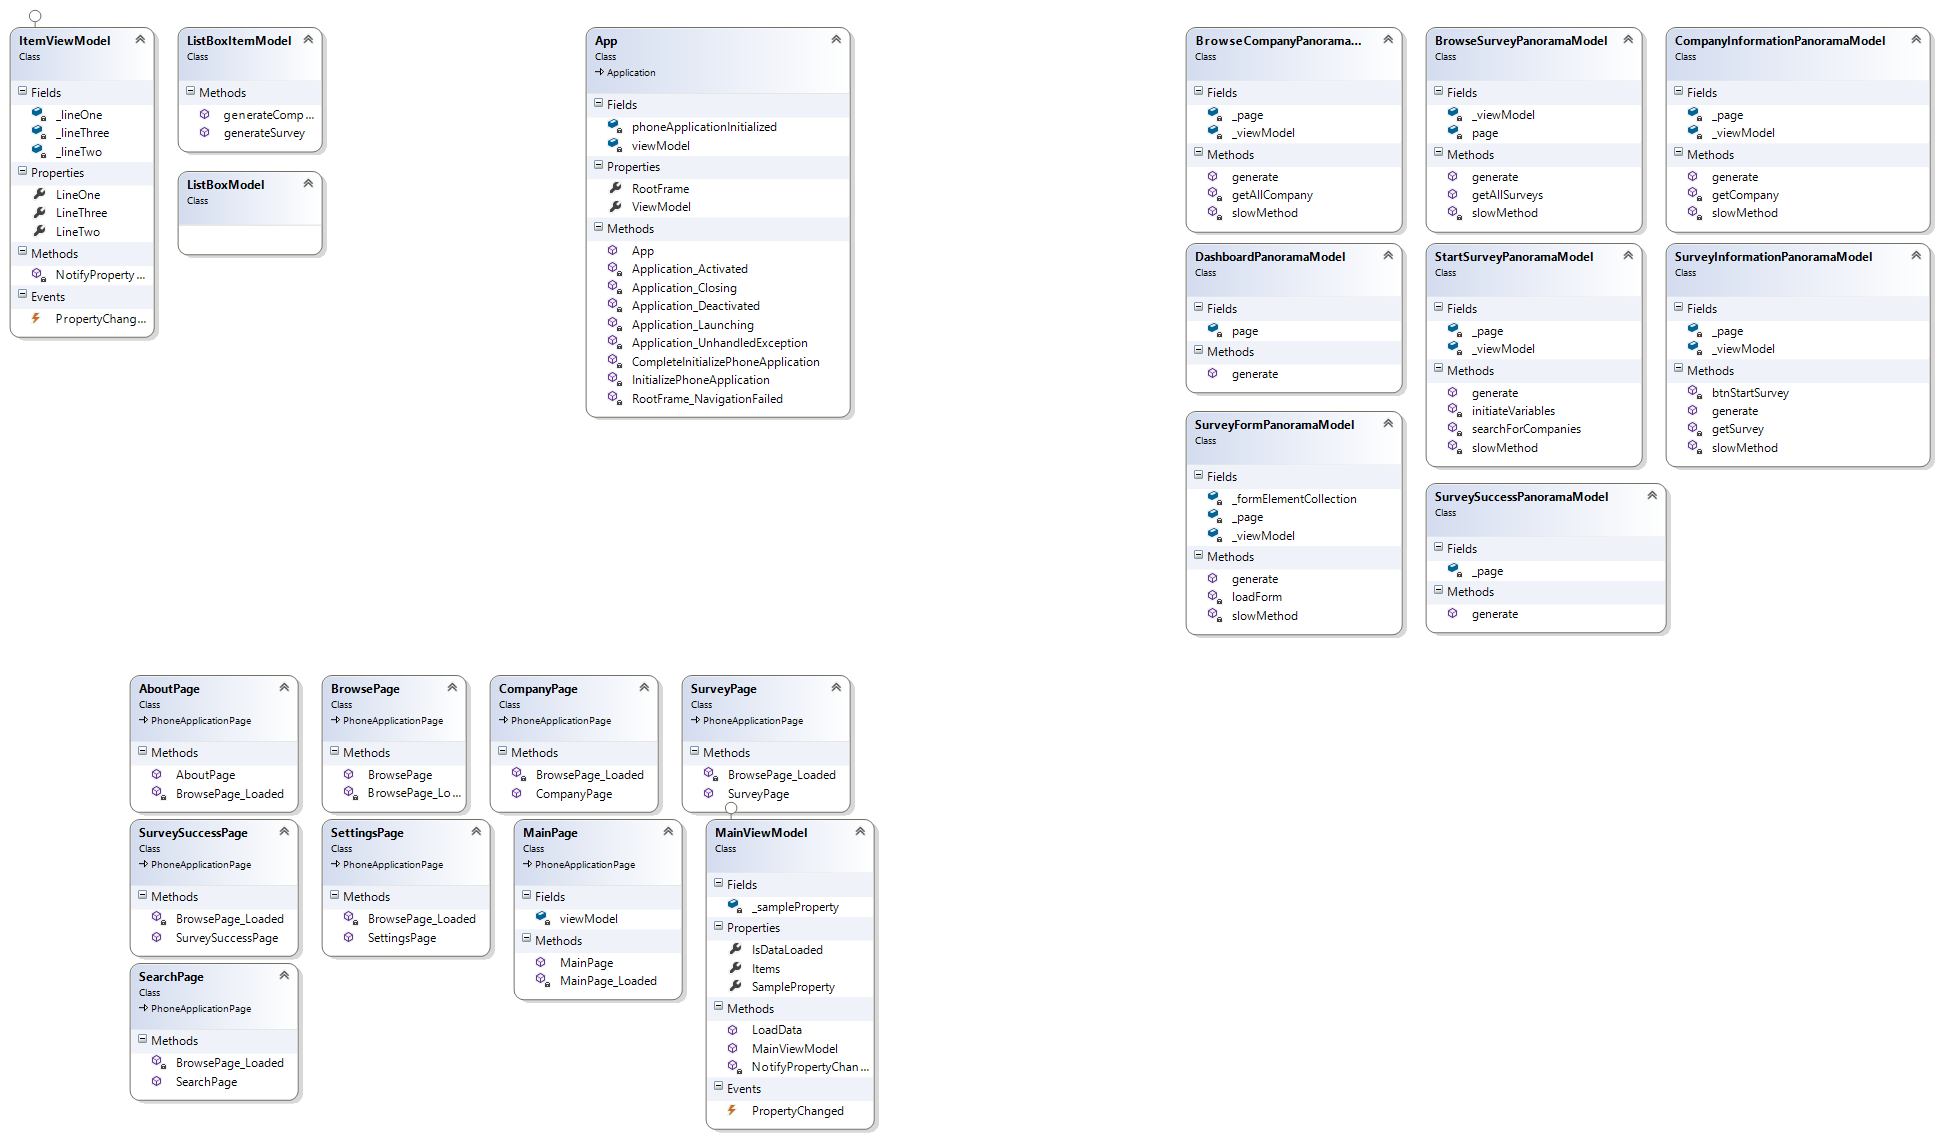 ItemViewModel
Class
Fields
_lineOne
_lineThree
_lineTwo
Properties
LineOne
LineThree
LineTwo
Methods
NotifyProperty...
Events
PropertyChang...
ListBoxItemModel
Class
Methods
generateComp...
generateSurvey
ListBoxModel
Class
App
Class
Application
Fields
phoneApplicationInitialized
viewModel
Properties
RootFrame
ViewModel
Methods
App
Application_Activated
Application_Closing
Application_Deactivated
Application_Launching
Application_UnhandledException
CompleteInitializePhoneApplication
InitializePhoneApplication
RootFrame_NavigationFailed
BrowseCompanyPanorama...
Class
Fields
_page
_viewModel
Methods
generate
getAllCompany
slowMethod
BrowseSurveyPanoramaModel
Class
Fields
_viewModel
page
Methods
generate
getAllSurveys
slowMethod
CompanyInformationPanoramaModel
Class
Fields
_page
_viewModel
Methods
generate
getCompany
slowMethod
DashboardPanoramaModel
Class
Fields
page
Methods
generate
StartSurveyPanoramaModel
Class
Fields
_page
_viewModel
Methods
generate
initiateVariables
searchForCompanies
slowMethod
SurveyInformationPanoramaModel
Class
Fields
_page
_viewModel
Methods
btnStartSurvey
generate
getSurvey
slowMethod
SurveyFormPanoramaModel
Class
Fields
_formElementCollection
_page
_viewModel
Methods
generate
loadForm
slowMethod
SurveySuccessPanoramaModel
Class
Fields
_page
Methods
generate
AboutPage
Class
PhoneApplicationPage
Methods
AboutPage
BrowsePage_Loaded
BrowsePage
Class
PhoneApplicationPage
Methods
BrowsePage
BrowsePage_Lo...
CompanyPage
Class
PhoneApplicationPage
Methods
BrowsePage_Loaded
CompanyPage
SurveyPage
Class
PhoneApplicationPage
Methods
BrowsePage_Loaded
SurveyPage
SurveySuccessPage
Class
PhoneApplicationPage
Methods
BrowsePage_Loaded
SurveySuccessPage
SettingsPage
Class
PhoneApplicationPage
Methods
BrowsePage_Loaded
SettingsPage
MainPage
Class
PhoneApplicationPage
Fields
viewModel
Methods
MainPage
MainPage_Loaded
MainViewModel
Class
Fields
_sampleProperty
Properties
IsDataLoaded
Items
SampleProperty
Methods
LoadData
MainViewModel
NotifyPropertyChan...
Events
PropertyChanged
SearchPage
Class
PhoneApplicationPage
Methods
BrowsePage_Loaded
SearchPage